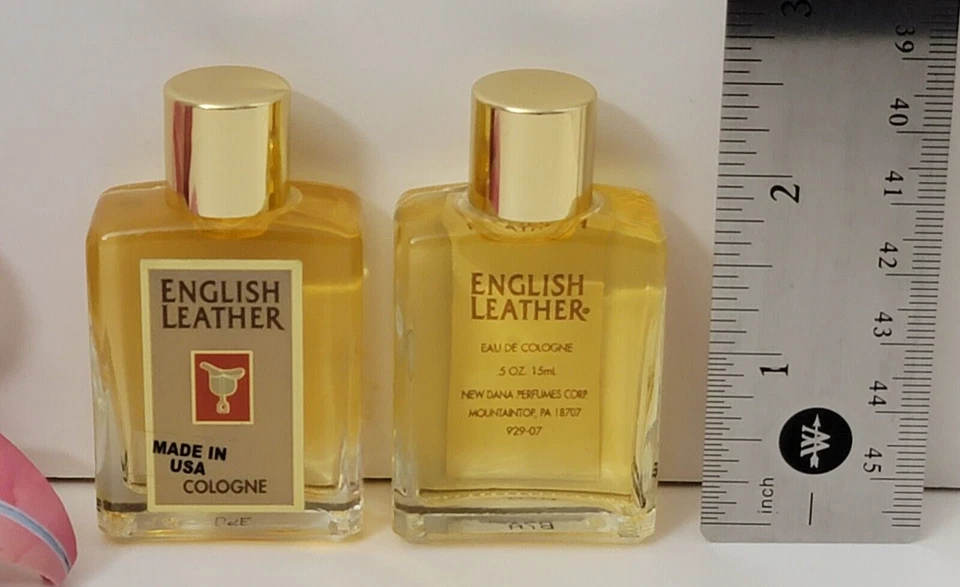 ENGLISH
LEATHER
MADE IN
USA
COLOGNE
ENGLISH
LEATHER®
EAU DE COLOGNE
.5 OZ. 15mL
NEW DANA PERFUMES CORP
MOUNTAINTOP, PA 18707
929-07
3
2
1
inch
39
40
41
42
43
44
45
W